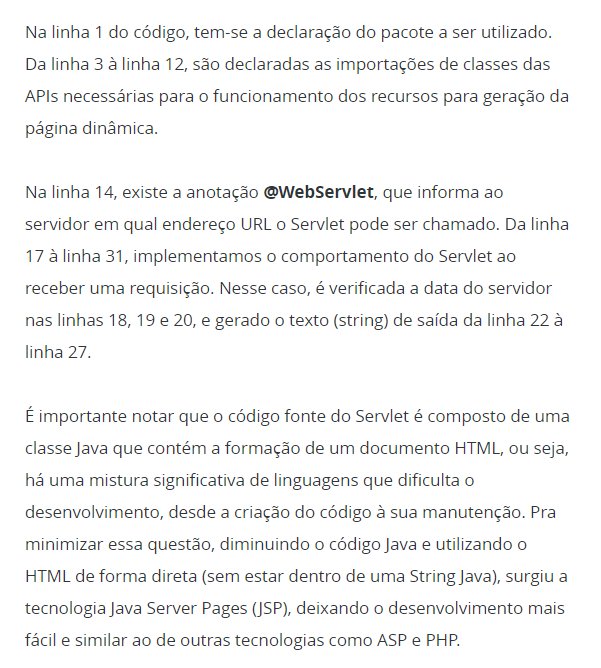 Na linha 1 do código, tem-se a declaração do pacote a ser utilizado.
Da linha 3 à linha 12, são declaradas as importações de classes das
APIs necessárias para o funcionamento dos recursos para geração da
página dinâmica.
Na linha 14, existe a anotação @WebServlet, que informa ao
servidor em qual endereço URL o Servlet pode ser chamado. Da linha
17 à linha 31, implementamos o comportamento do Servlet ao
receber uma requisição. Nesse caso, é verificada a data do servidor
nas linhas 18, 19 e 20, e gerado o texto (string) de saída da linha 22 à
linha 27.
É importante notar que o código fonte do Servlet é composto de uma
classe Java que contém a formação de um documento HTML, ou seja,
há uma mistura significativa de linguagens que dificulta o
desenvolvimento, desde a criação do código à sua manutenção. Pra
minimizar essa questão, diminuindo o código Java e utilizando o
HTML de forma direta (sem estar dentro de uma String Java), surgiu a
tecnologia Java Server Pages (JSP), deixando o desenvolvimento mais
fácil e similar ao de outras tecnologias como ASP e PHP.